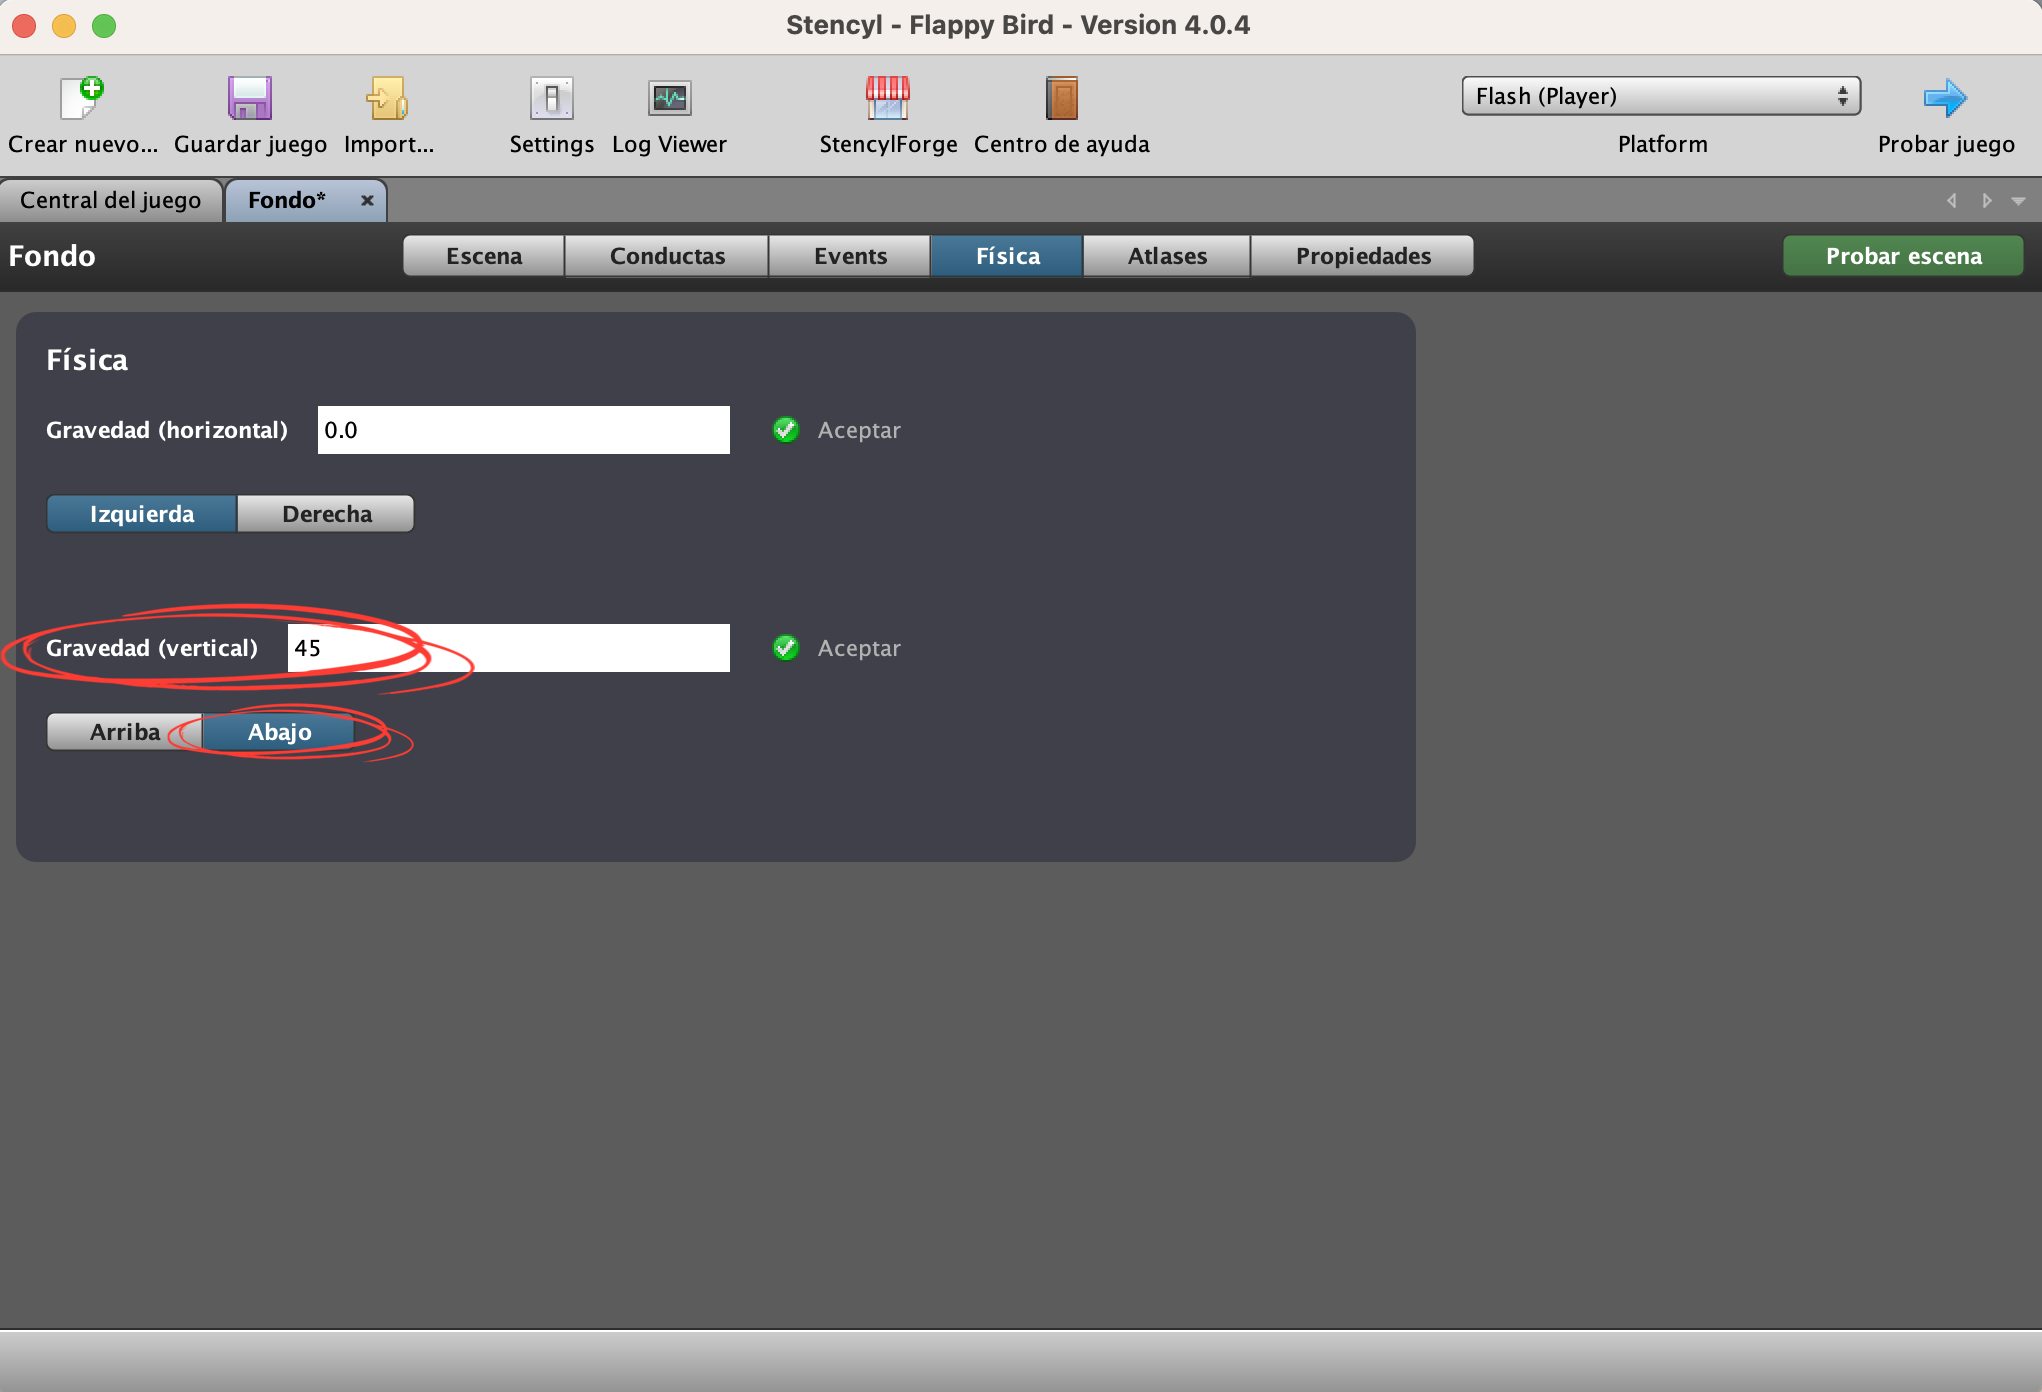 Stencyl - Flappy Bird - Version 4.0.4
Crear nuevo... Guardar juego Import... Settings Log Viewer StencylForge Centro de ayuda Flash (Player) Platform Probar juego
Central del juego Fondo* ×
Fondo Escena Conductas Events Física Atlases Propiedades Probar escena
Física
Gravedad (horizontal) 0.0 Aceptar
Izquierda Derecha
Gravedad (vertical) 45 Aceptar
Arriba Abajo